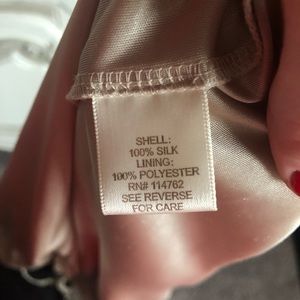 SHELL:
100% SILK
LINING:
100% POLYESTER
RN# 114762
SEE REVERSE
FOR CARE